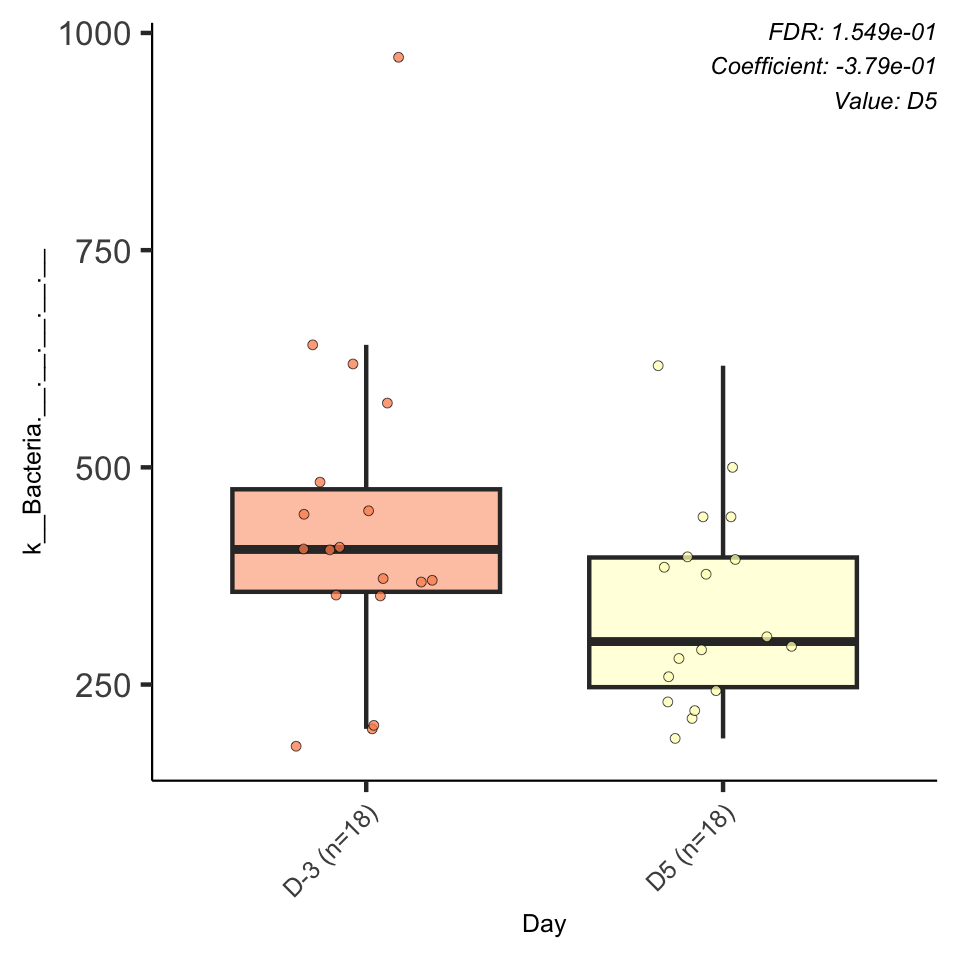 FDR: 1.549e-01
Coefficient: -3.79e-01
Value: D5
1000
750
500
250
k__Bacteria.__.__.__.__.__
D-3 (n=18)
D5 (n=18)
Day